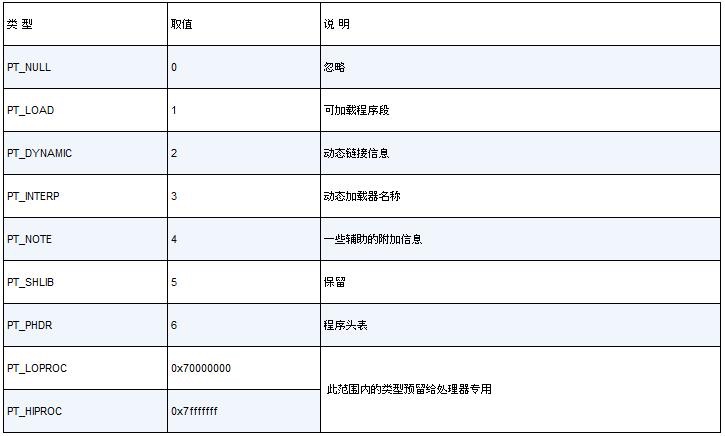 类 型 取值 说 明
PT_NULL 0 忽略
PT_LOAD 1 可加载程序段
PT_DYNAMIC 2 动态链接信息
PT_INTERP 3 动态加载器名称
PT_NOTE 4 一些辅助的附加信息
PT_SHLIB 5 保留
PT_PHDR 6 程序头表
PT_LOPROC 0x70000000
此范围内的类型预留给处理器专用
PT_HIPROC 0x7fffffff